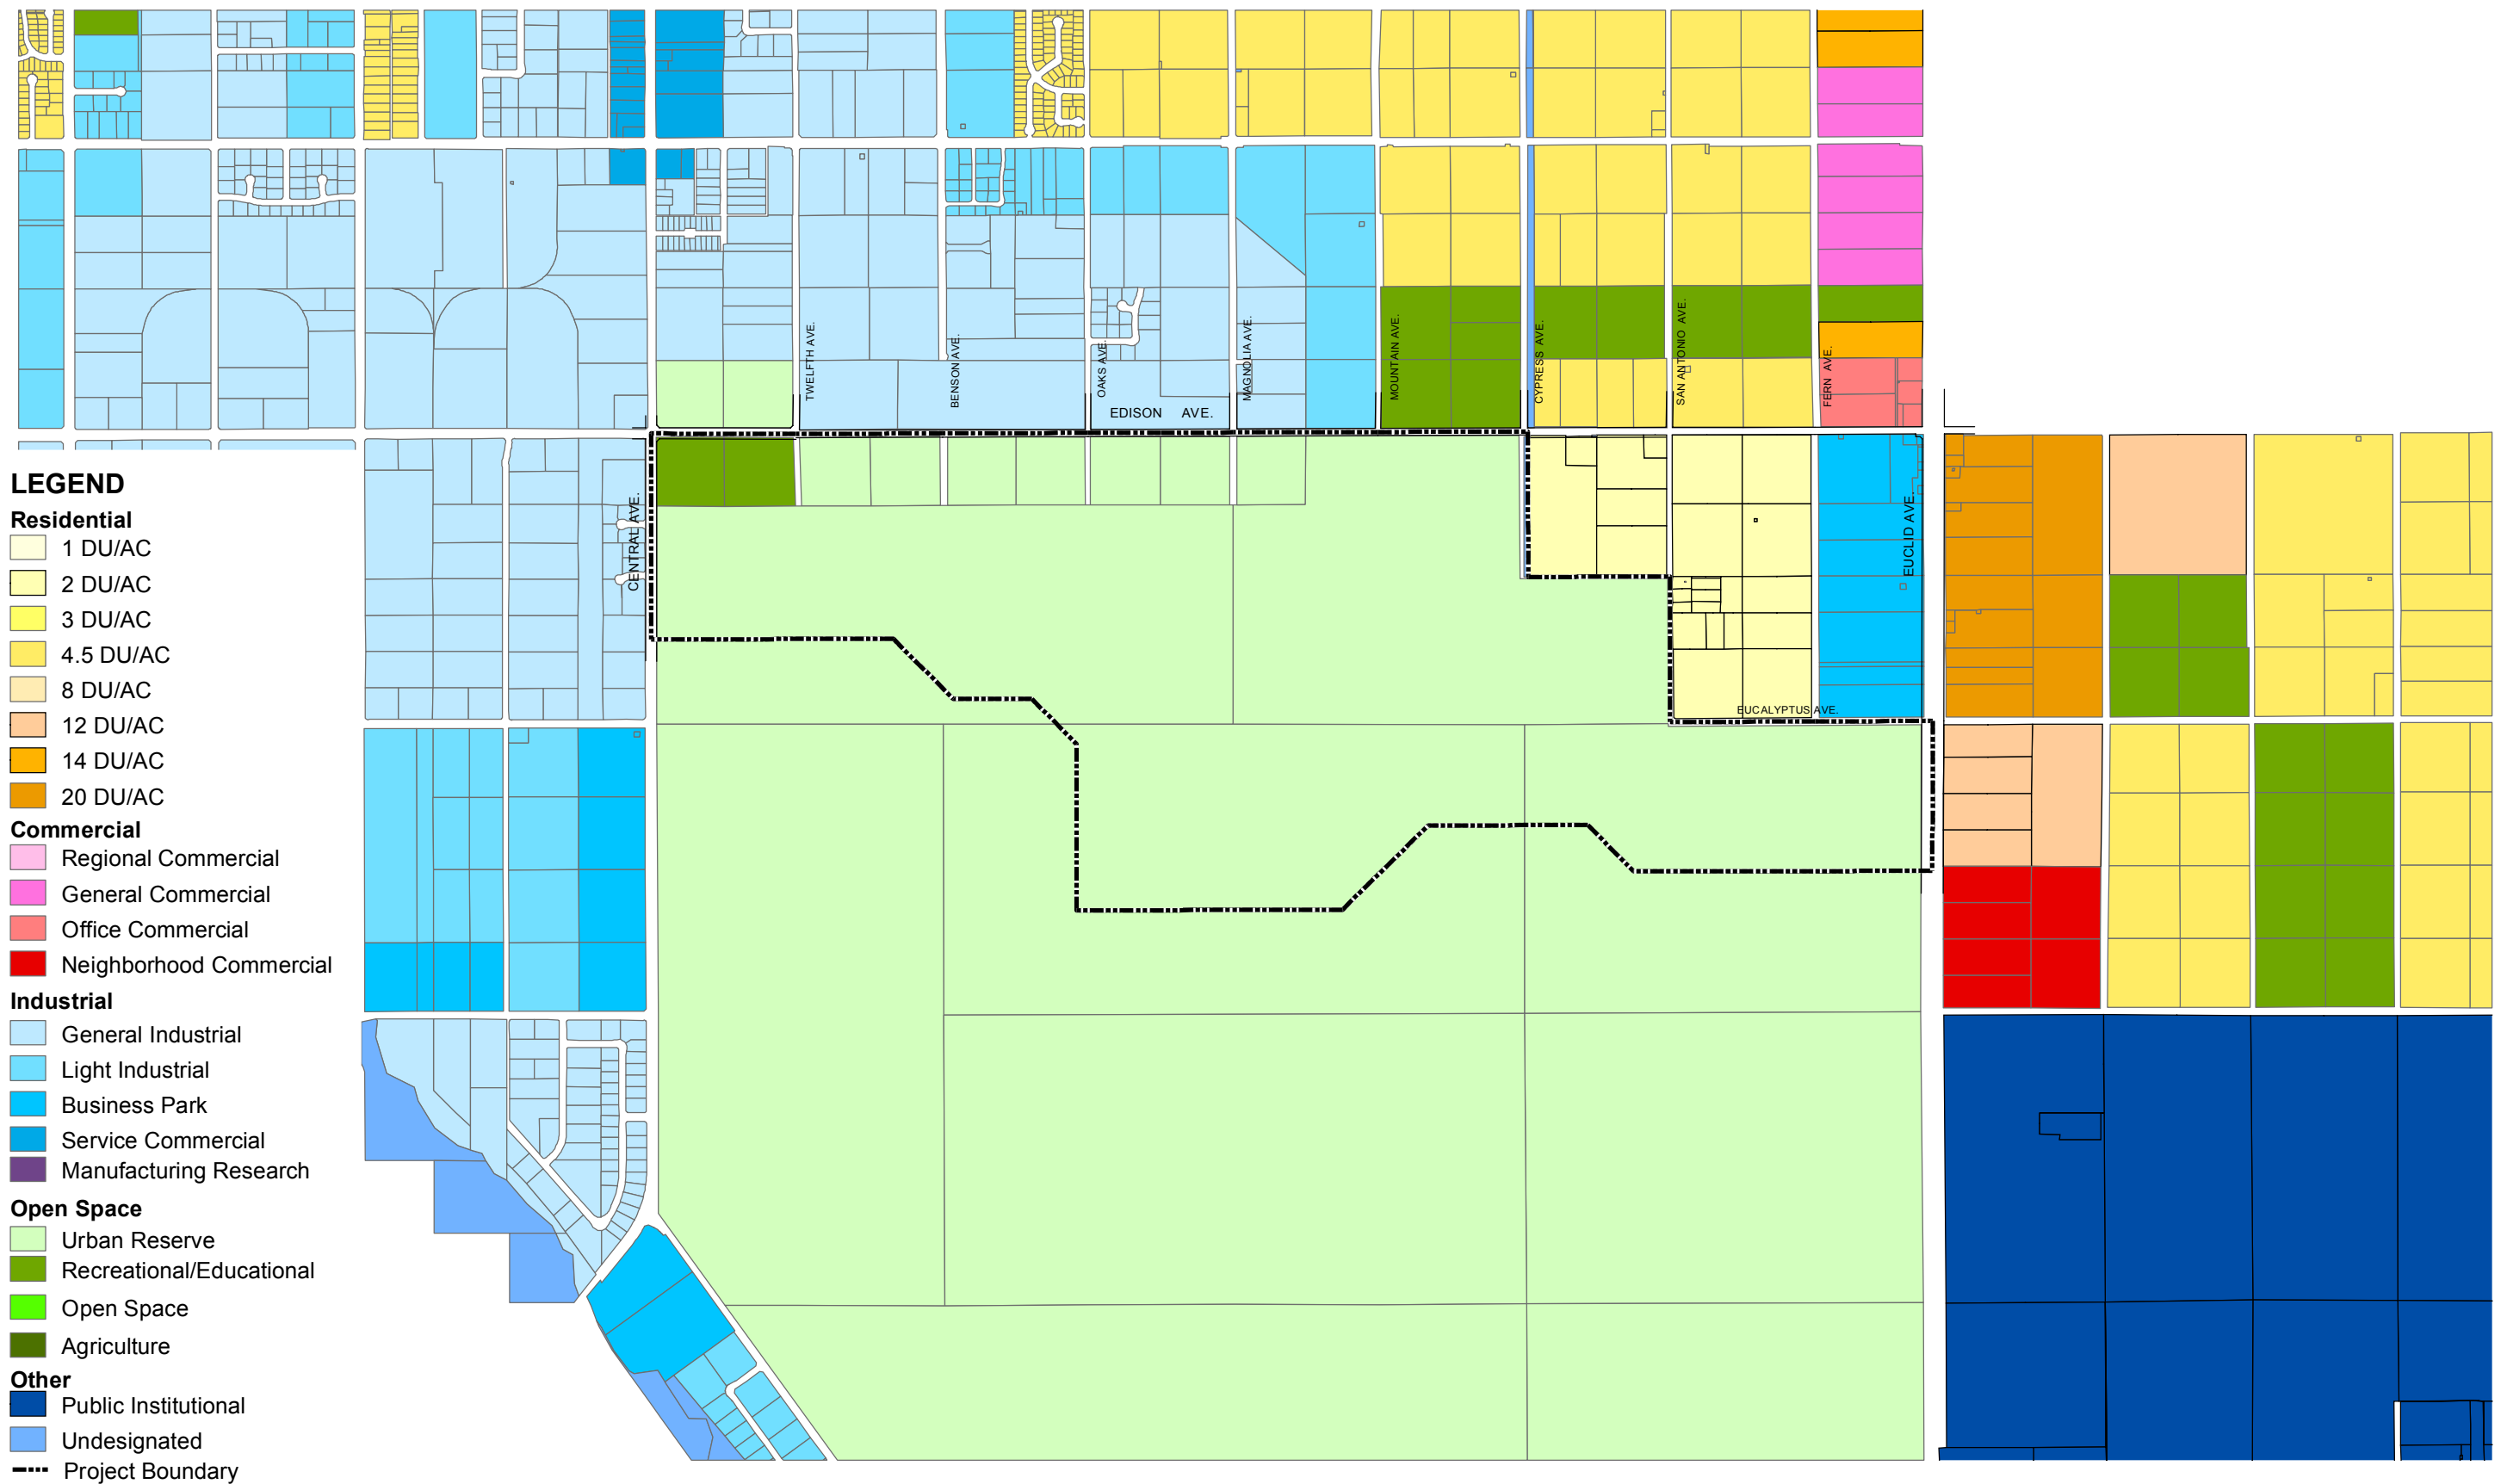 TWELFTH AVE.
BENSON AVE.
OAKS AVE.
MAGNOLIA AVE.
MOUNTAIN AVE.
CYPRESS AVE.
SAN ANTONIO AVE.
FERN AVE.
EDISON AVE.
CENTRAL AVE.
EUCLID AVE.
EUCALYPTUS AVE.
LEGEND
Residential
1 DU/AC
2 DU/AC
3 DU/AC
4.5 DU/AC
8 DU/AC
12 DU/AC
14 DU/AC
20 DU/AC
Commercial
Regional Commercial
General Commercial
Office Commercial
Neighborhood Commercial
Industrial
General Industrial
Light Industrial
Business Park
Service Commercial
Manufacturing Research
Open Space
Urban Reserve
Recreational/Educational
Open Space
Agriculture
Other
Public Institutional
Undesignated
Project Boundary